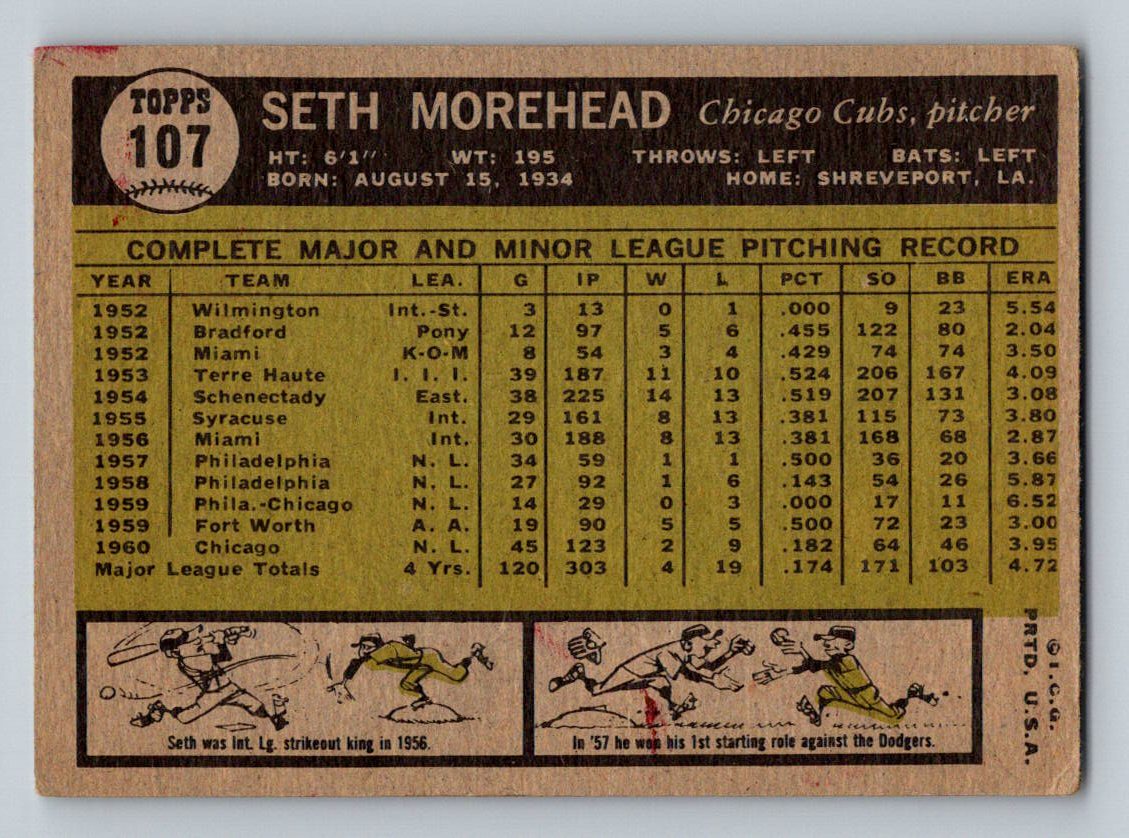 TOPPS
107
SETH MOREHEAD Chicago Cubs, pitcher
HT: 6'1" WT: 195 THROWS: LEFT BATS: LEFT
BORN: AUGUST 15, 1934 HOME: SHREVEPORT, LA.
COMPLETE MAJOR AND MINOR LEAGUE PITCHING RECORD
YEAR TEAM LEA. G IP W L PCT SO BB ERA
1952 Wilmington Int.-St. 3 13 0 1 .000 9 23 5.54
1952 Bradford Pony 12 97 5 6 .455 122 80 2.04
1952 Miami K-O-M 8 54 3 4 .429 74 74 3.50
1953 Terre Haute I. I. I. 39 187 11 10 .524 206 167 4.09
1954 Schenectady East. 38 225 14 13 .519 207 131 3.08
1955 Syracuse Int. 29 161 8 13 .381 115 73 3.80
1956 Miami Int. 30 188 8 13 .381 168 68 2.87
1957 Philadelphia N. L. 34 59 1 1 .500 36 20 3.66
1958 Philadelphia N. L. 27 92 1 6 .143 54 26 5.87
1959 Phila.-Chicago N. L. 14 29 0 3 .000 17 11 6.52
1959 Fort Worth A. A. 19 90 5 5 .500 72 23 3.00
1960 Chicago N. L. 45 123 2 9 .182 64 46 3.95
Major League Totals 4 Yrs. 120 303 4 19 .174 171 103 4.72
Seth was Int. Lg. strikeout king in 1956.
In '57 he won his 1st starting role against the Dodgers.
© T.C.G.
PRTD. U.S.A.